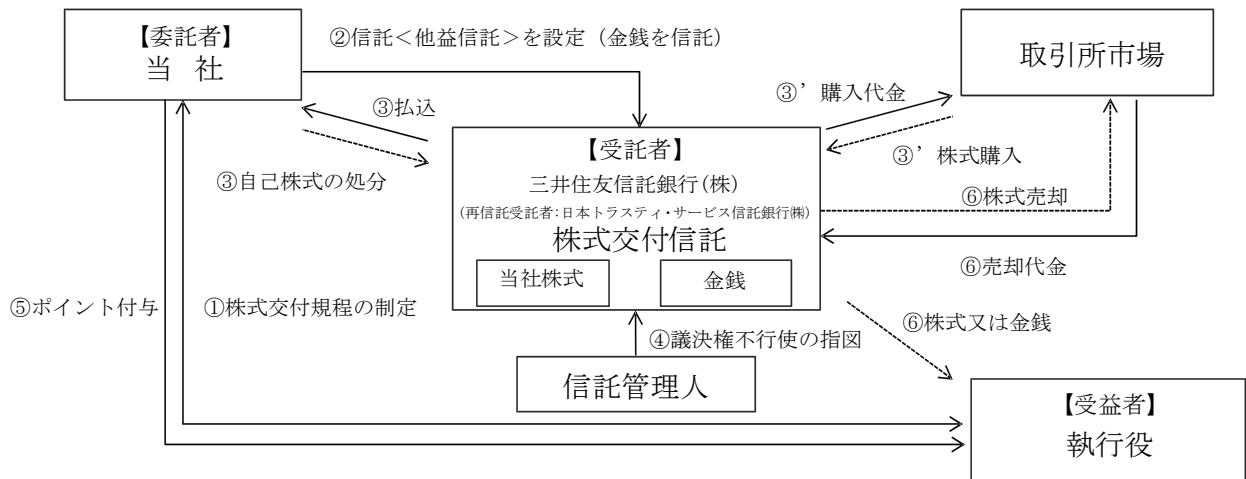 【委託者】
当 社
②信託＜他益信託＞を設定（金銭を信託）
取引所市場
③払込
③’購入代金
③自己株式の処分
【受託者】
三井住友信託銀行(株)
(再信託受託者:日本トラスティ・サービス信託銀行㈱)
株式交付信託
当社株式
金銭
③’株式購入
⑥株式売却
⑥売却代金
⑤ポイント付与
①株式交付規程の制定
④議決権不行使の指図
⑥株式又は金銭
信託管理人
【受益者】
執行役